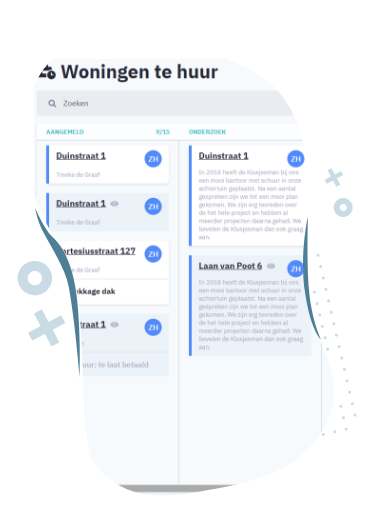 Woningen te huur
Zoeken
AANGEMELD 9/15
Duinstraat 1 ZH
Tineke de Graaf
Duinstraat 1 ZH
Tineke de Graaf
ortesiusstraat 127 ZH
de Graaf
ekkage dak
raat 1 ZH
uur: te laat betaald
ONDERZOEK
Duinstraat 1 ZH
In 2018 heeft de Klusjesman bij ons
een mooi kantoor met schuur in onze
achtertuin geplaatst. Na een aantal
gesprekken zijn we tot een mooi plan
gekomen. We zijn erg tevreden over
de het hele project en hebben al
meerder projecten daarna gehad. We
bevelen de Klusjesman dan ook graag
aan.
Laan van Poot 6 ZH
In 2018 heeft de Klusjesman bij ons
een mooi kantoor met schuur in onze
achtertuin geplaatst. Na een aantal
gesprekken zijn we tot een mooi plan
gekomen. We zijn erg tevreden over
de het hele project en hebben al
meerder projecten daarna gehad. We
bevelen de Klusjesman dan ook graag
aan.